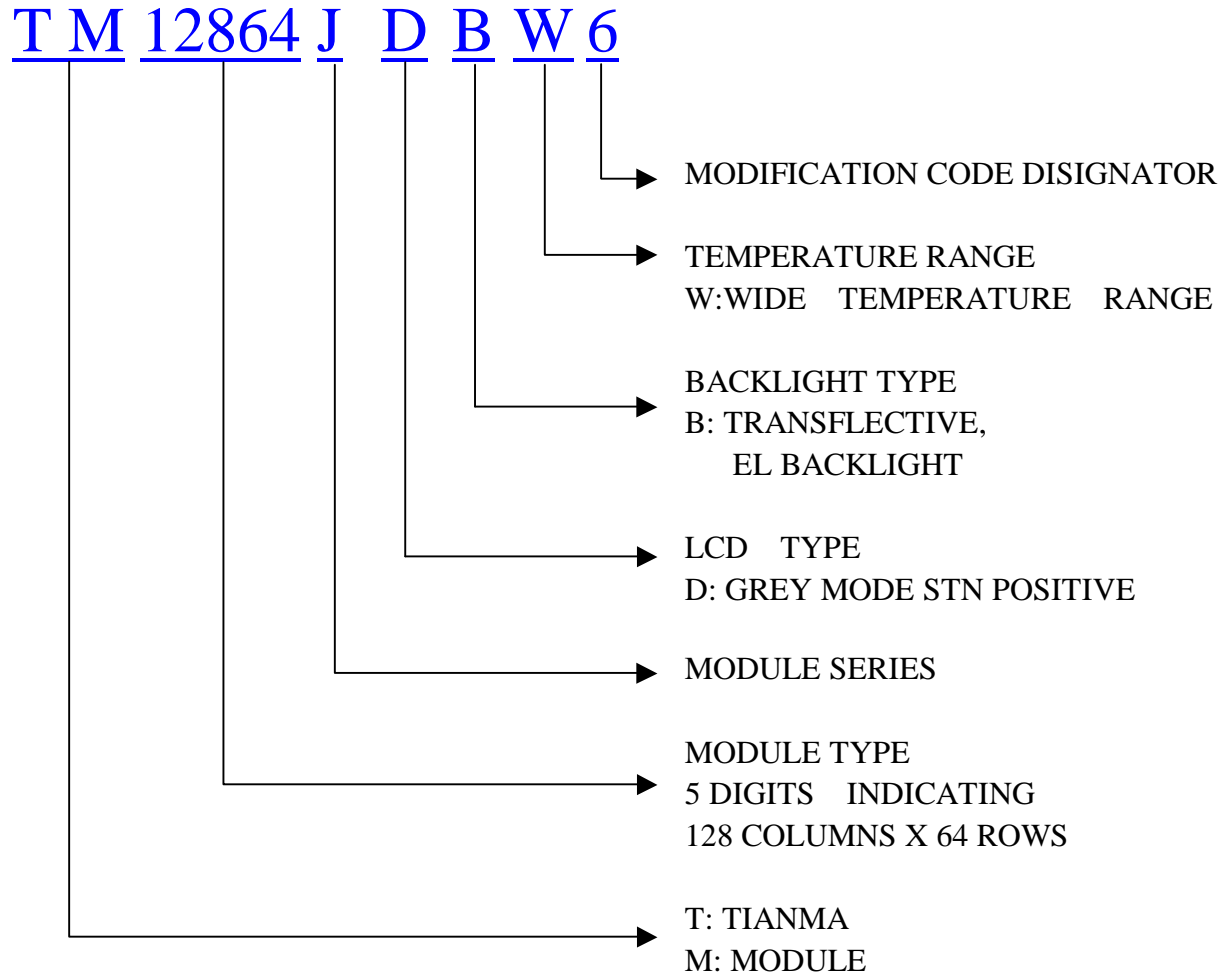 T M 12864 J D B W 6
MODIFICATION CODE DISIGNATOR
TEMPERATURE RANGE
W:WIDE TEMPERATURE RANGE
BACKLIGHT TYPE
B: TRANSFLECTIVE,
EL BACKLIGHT
LCD TYPE
D: GREY MODE STN POSITIVE
MODULE SERIES
MODULE TYPE
5 DIGITS INDICATING
128 COLUMNS X 64 ROWS
T: TIANMA
M: MODULE